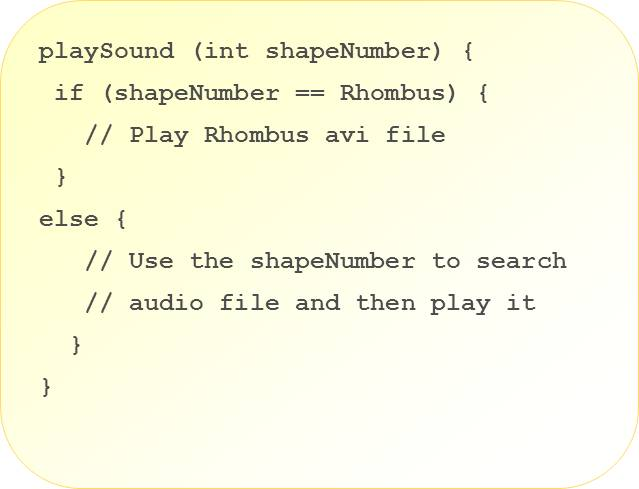 playSound (int shapeNumber) {
 if (shapeNumber == Rhombus) {
   // Play Rhombus avi file
 }
else {
   // Use the shapeNumber to search
   // audio file and then play it
  }
}